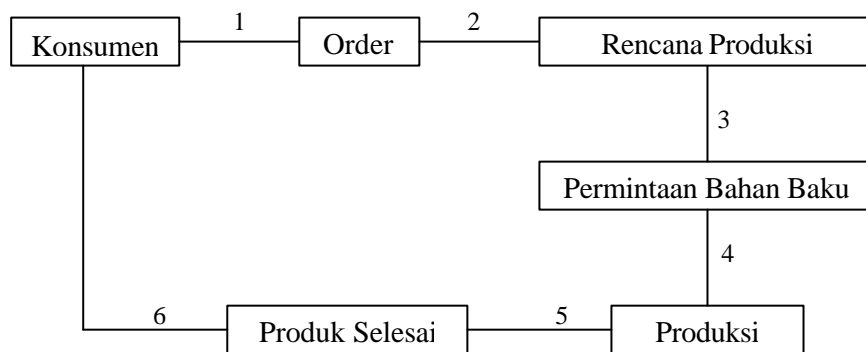 Konsumen
1
Order
2
Rencana Produksi
3
Permintaan Bahan Baku
4
Produksi
5
Produk Selesai
6